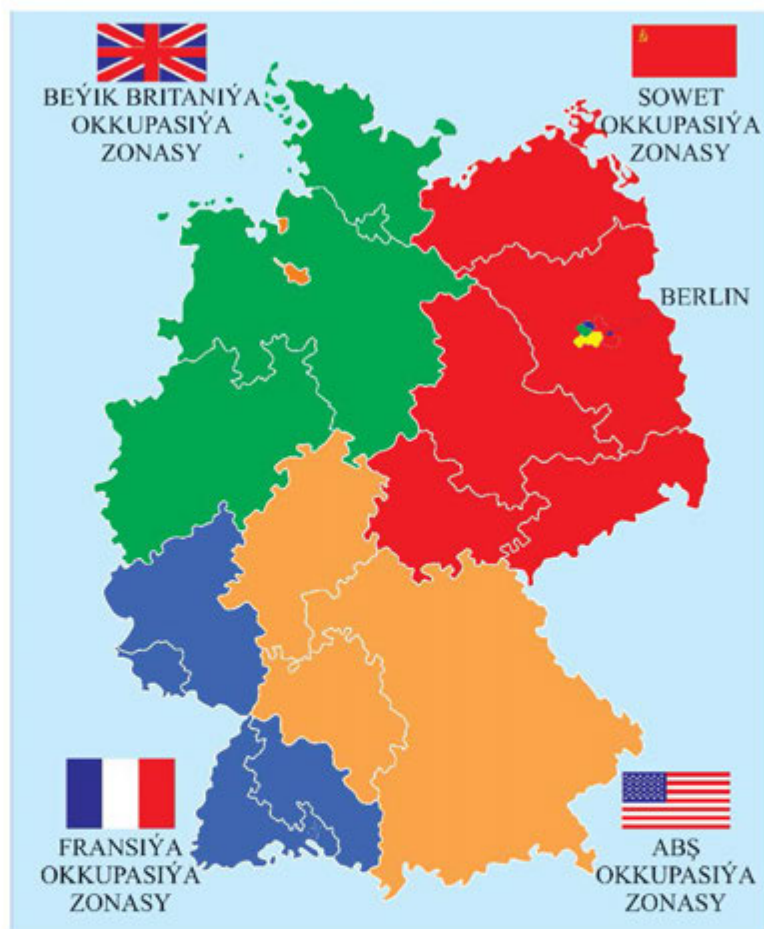 BEÝIK BRITANIÝA
OKKUPASIÝA
ZONASY
SOWET
OKKUPASIÝA
ZONASY
BERLIN
FRANSIÝA
OKKUPASIÝA
ZONASY
ABŞ
OKKUPASIÝA
ZONASY